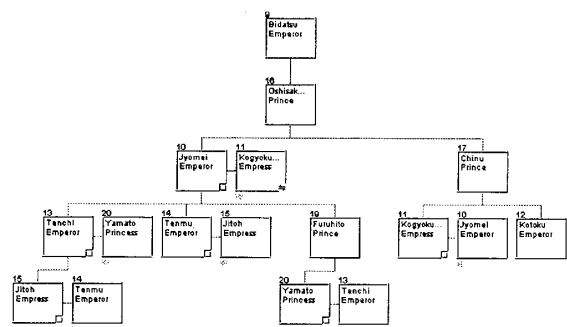 9
Bidatsu
Emperor
16
Oshisak...
Prince
10
Jyomei
Emperor
11
Kogyoku...
Empress
17
Chinu
Prince
13
Tenchi
Emperor
20
Yamato
Princess
14
Tenmu
Emperor
15
Jitoh
Empress
19
Furuhito
Prince
11
Kogyoku...
Empress
10
Jyomei
Emperor
12
Kotoku
Emperor
15
Jitoh
Empress
14
Tenmu
Emperor
20
Yamato
Princess
13
Tenchi
Emperor